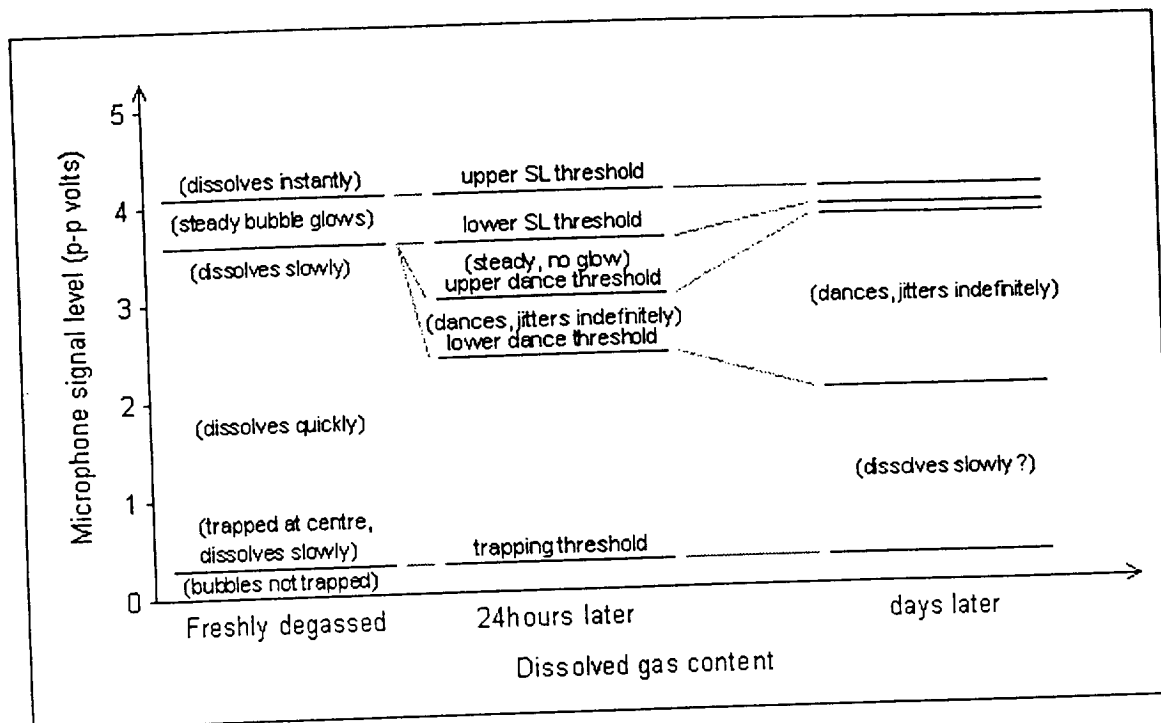 Microphone signal level (p-p volts)
5
4
3
2
1
0
(dissolves instantly)
(steady bubble glows)
(dissolves slowly)
(dissolves quickly)
(trapped at centre,
dissolves slowly)
(bubbles not trapped)
upper SL threshold
lower SL threshold
(steady, no glow)
upper dance threshold
(dances, jitters indefinitely)
lower dance threshold
trapping threshold
(dances, jitters indefinitely)
(dissolves slowly ?)
Freshly degassed
24hours later
days later
Dissolved gas content